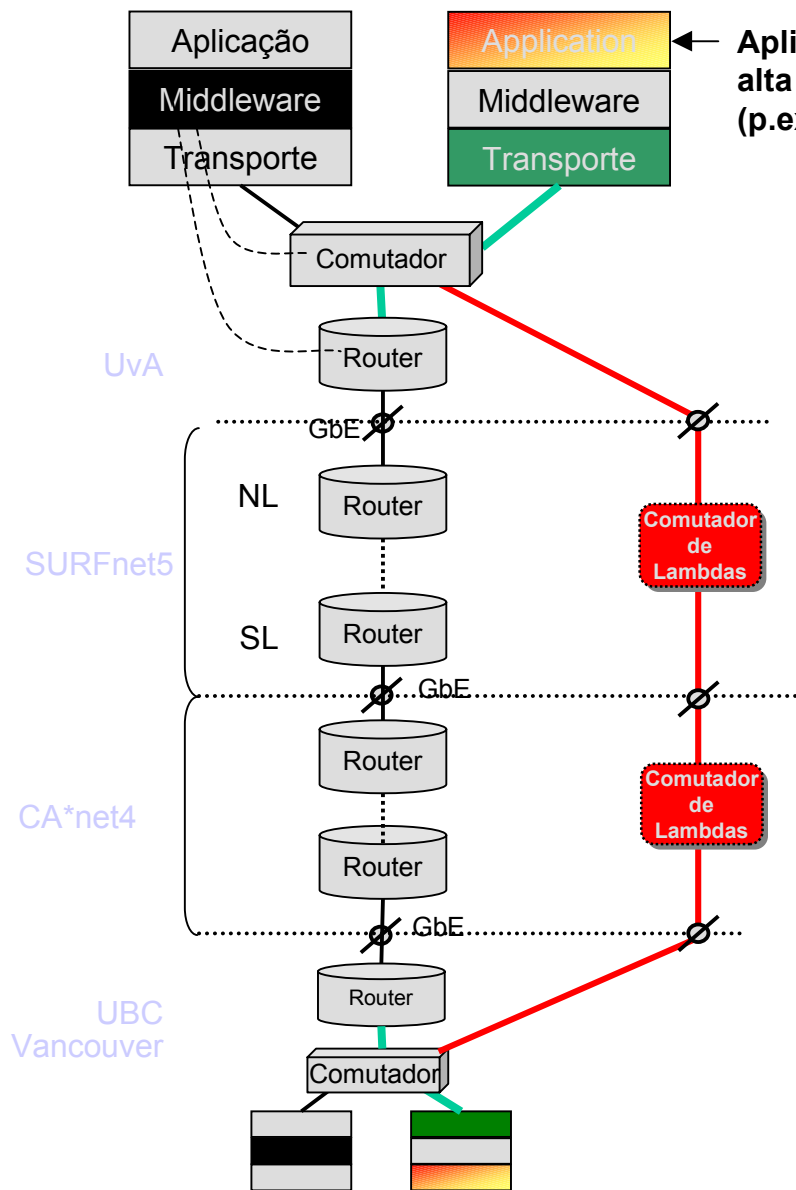 Aplicação
Middleware
Transporte
Application
Middleware
Transporte
alta
Comutador
Router
UvA
GbE
NL
Router
SURFnet5
Comutador
de
Lambdas
SL
Router
GbE
Router
CA*net4
Comutador
de
Lambdas
Router
GbE
Router
UBC
Vancouver
Comutador